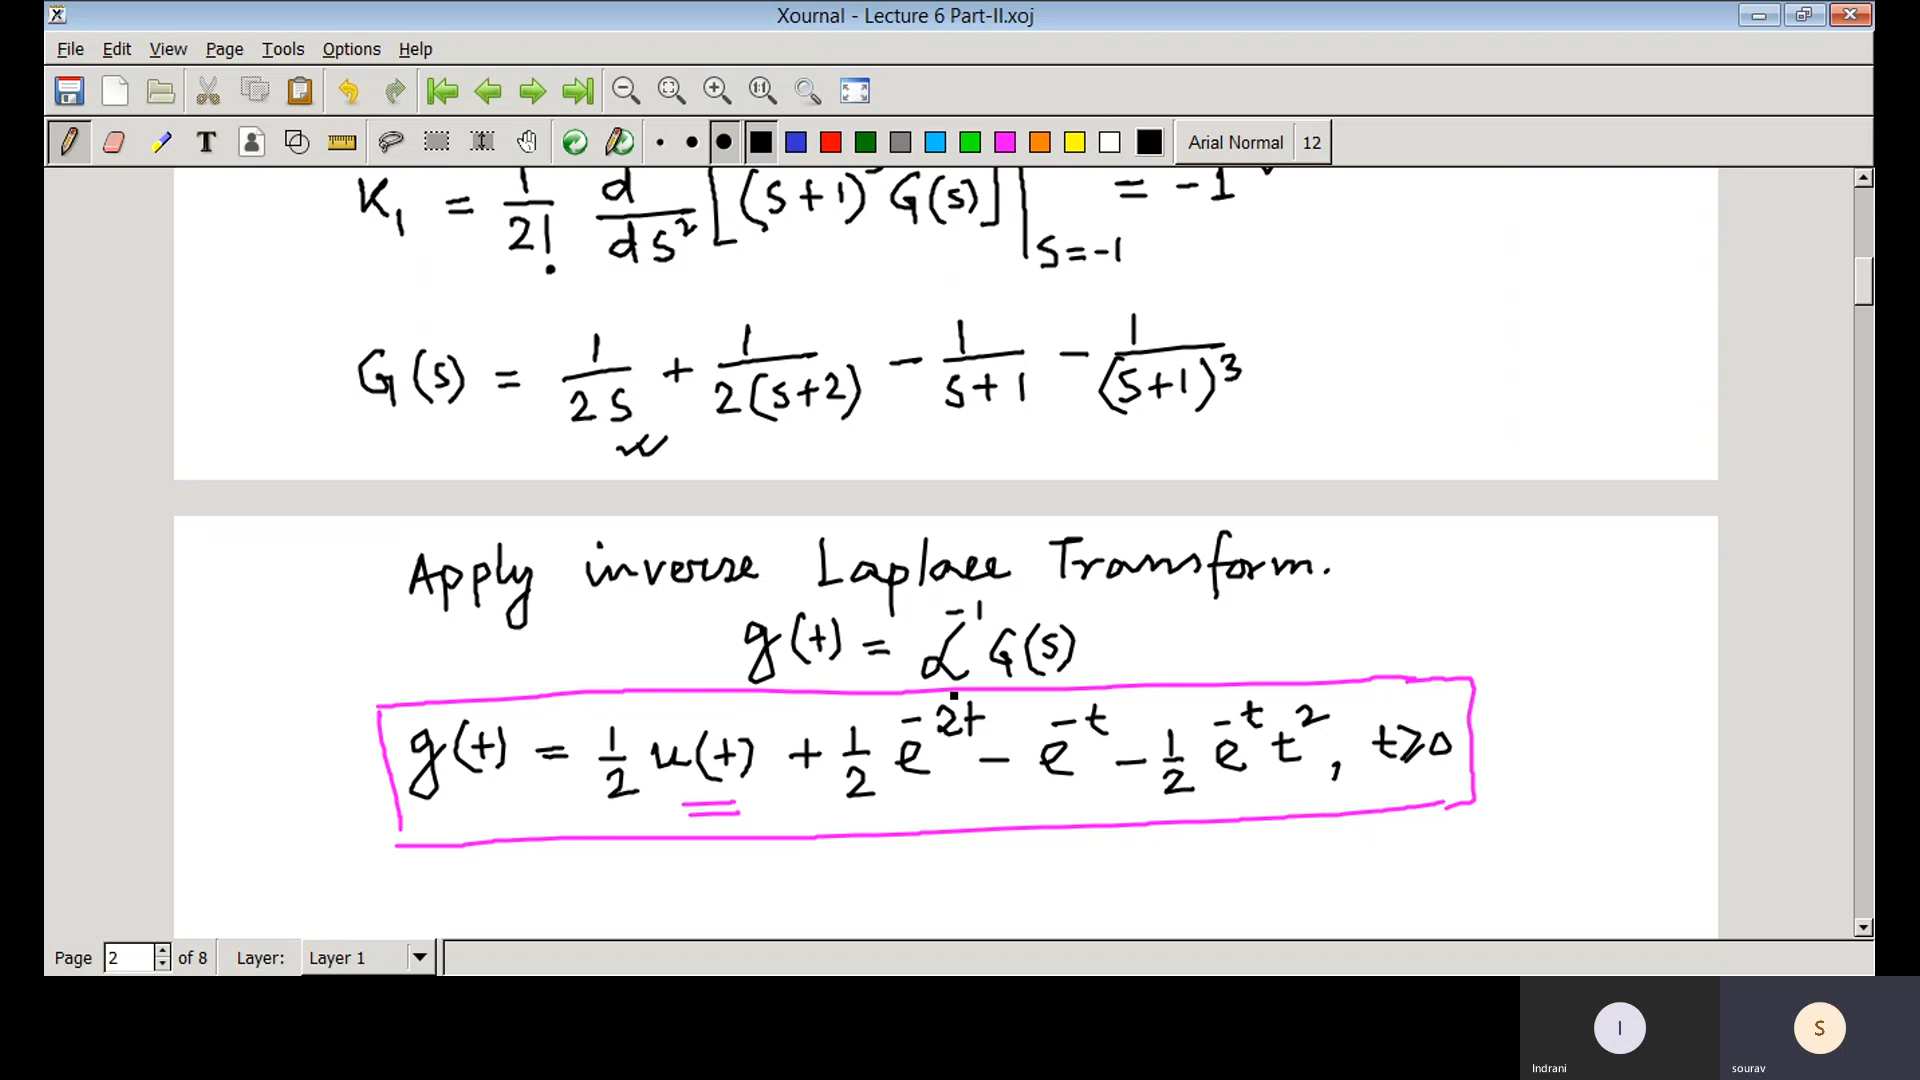 Xournal - Lecture 6 Part-II.xoj
File Edit View Page Tools Options Help
Arial Normal 12
K₁ = 1/2! d/ds² [(s+1) G(s)] |s=-1 = -1
G(s) = 1/2s + 1/2(s+2) - 1/s+1 - 1/(s+1)³
Apply inverse Laplace Transform.
g(t) = ℒ⁻¹ G(s)
g(t) = 1/2 u(t) + 1/2 e^-2t - e^-t - 1/2 e^-t t², t≥0
Page 2 of 8 Layer: Layer 1
I S
Indrani sourav